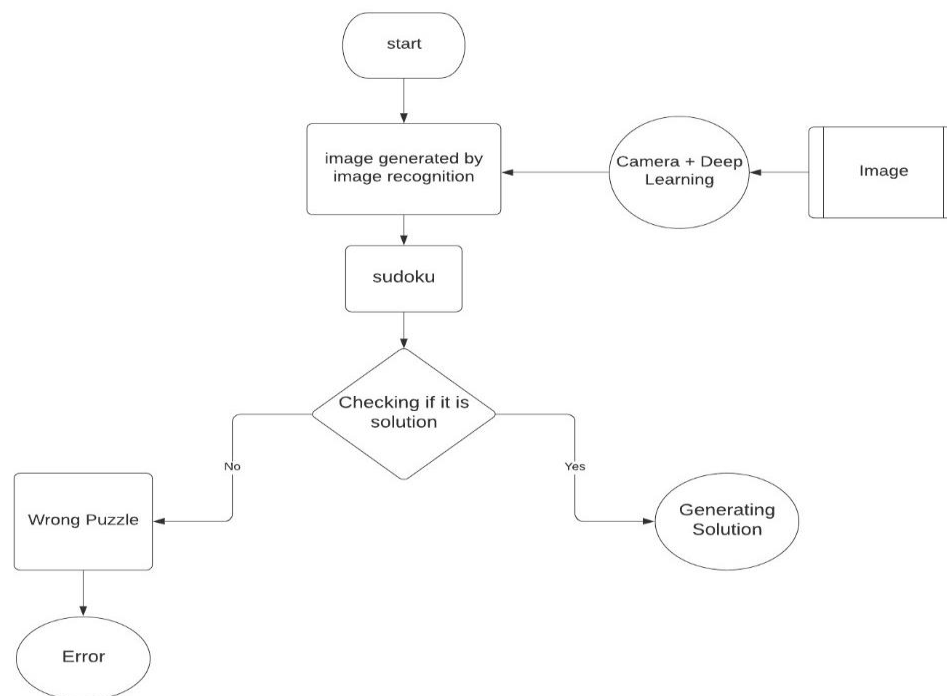 start
image generated by
image recognition
Camera + Deep
Learning
Image
sudoku
Checking if it is
solution
No
Yes
Wrong Puzzle
Generating
Solution
Error